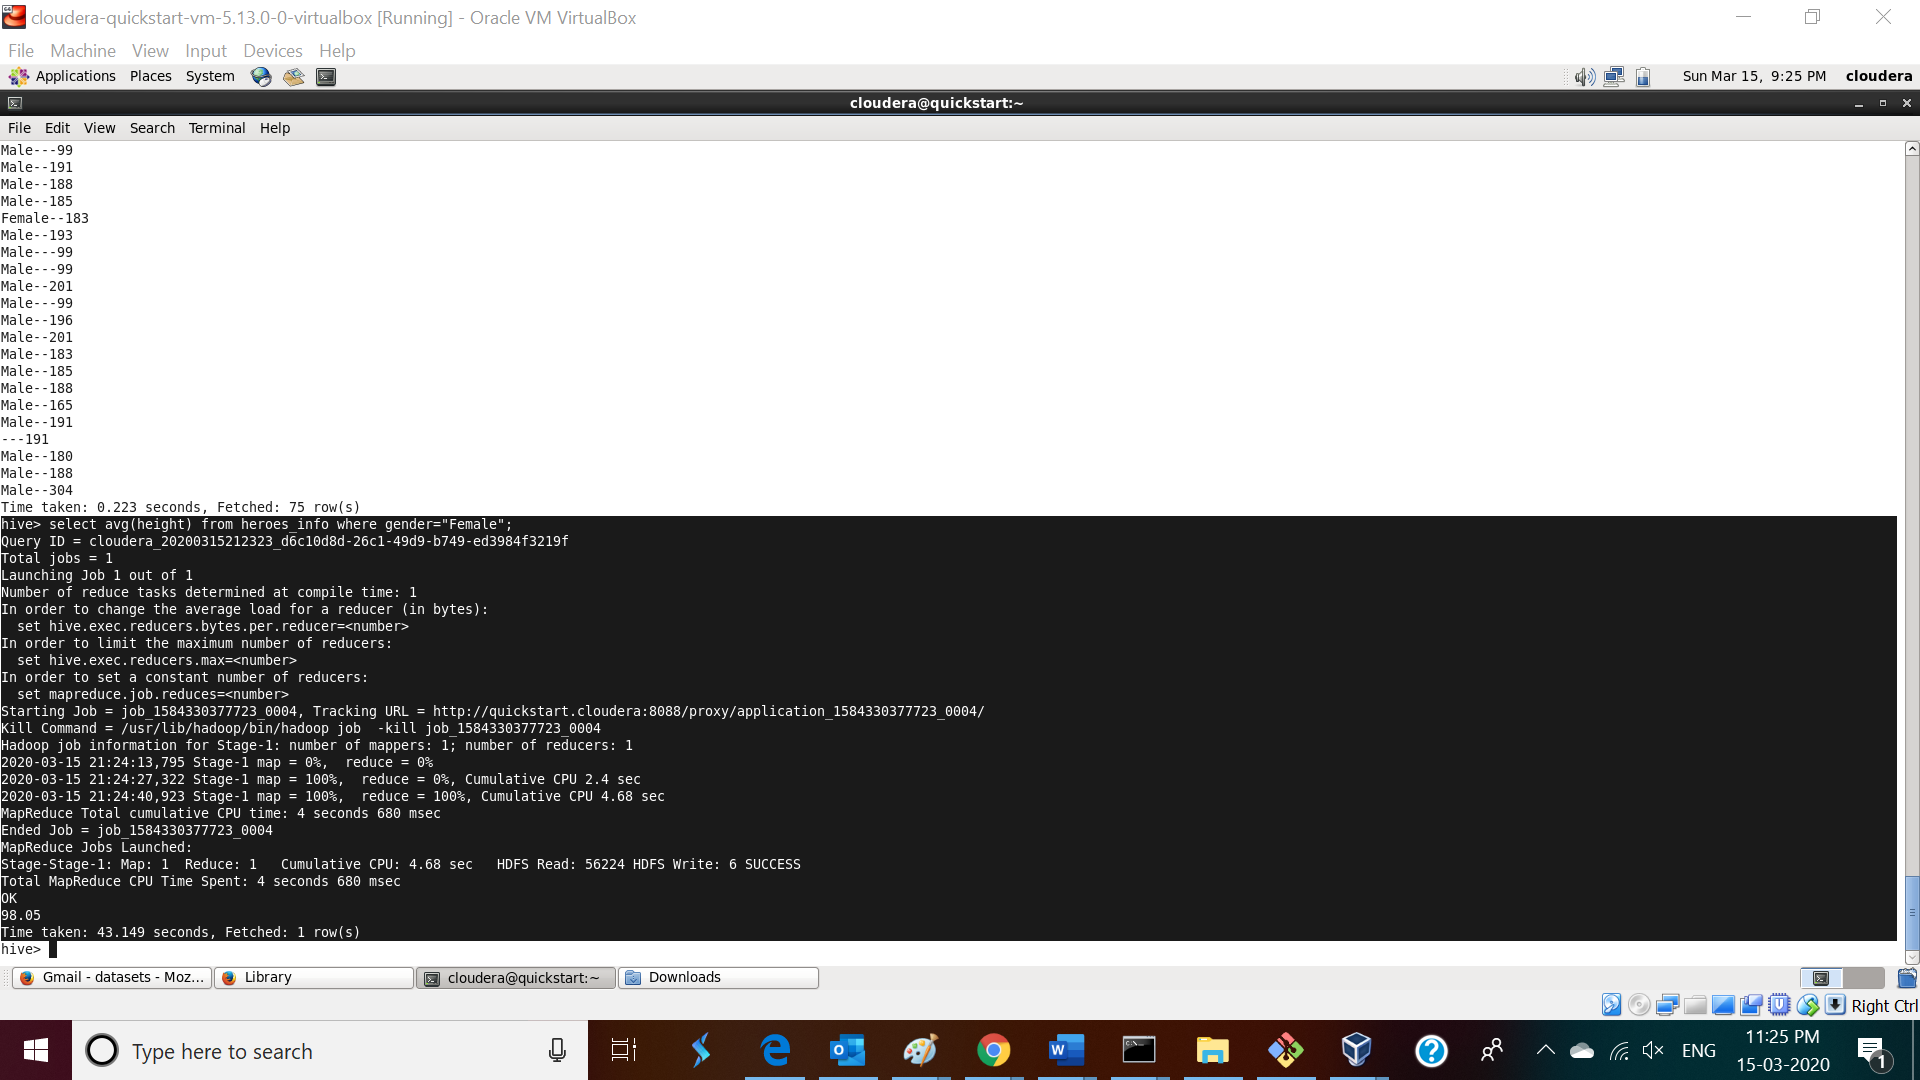 cloudera-quickstart-vm-5.13.0-0-virtualbox [Running] - Oracle VM VirtualBox
File Machine View Input Devices Help
Applications Places System Sun Mar 15, 9:25 PM cloudera
cloudera@quickstart:~
File Edit View Search Terminal Help
Male---99
Male--191
Male--188
Male--185
Female--183
Male--193
Male---99
Male---99
Male--201
Male---99
Male--196
Male--201
Male--183
Male--185
Male--188
Male--165
Male--191
---191
Male--180
Male--188
Male--304
Time taken: 0.223 seconds, Fetched: 75 row(s)
hive> select avg(height) from heroes_info where gender="Female";
Query ID = cloudera_20200315212323_d6c10d8d-26c1-49d9-b749-ed3984f3219f
Total jobs = 1
Launching Job 1 out of 1
Number of reduce tasks determined at compile time: 1
In order to change the average load for a reducer (in bytes):
  set hive.exec.reducers.bytes.per.reducer=<number>
In order to limit the maximum number of reducers:
  set hive.exec.reducers.max=<number>
In order to set a constant number of reducers:
  set mapreduce.job.reduces=<number>
Starting Job = job_1584330377723_0004, Tracking URL = http://quickstart.cloudera:8088/proxy/application_1584330377723_0004/
Kill Command = /usr/lib/hadoop/bin/hadoop job  -kill job_1584330377723_0004
Hadoop job information for Stage-1: number of mappers: 1; number of reducers: 1
2020-03-15 21:24:13,795 Stage-1 map = 0%,  reduce = 0%
2020-03-15 21:24:27,322 Stage-1 map = 100%,  reduce = 0%, Cumulative CPU 2.4 sec
2020-03-15 21:24:40,923 Stage-1 map = 100%,  reduce = 100%, Cumulative CPU 4.68 sec
MapReduce Total cumulative CPU time: 4 seconds 680 msec
Ended Job = job_1584330377723_0004
MapReduce Jobs Launched:
Stage-Stage-1: Map: 1  Reduce: 1   Cumulative CPU: 4.68 sec   HDFS Read: 56224 HDFS Write: 6 SUCCESS
Total MapReduce CPU Time Spent: 4 seconds 680 msec
OK
98.05
Time taken: 43.149 seconds, Fetched: 1 row(s)
hive>
Gmail - datasets - Moz... Library cloudera@quickstart:~ Downloads
Right Ctrl
Type here to search ENG 11:25 PM
15-03-2020 1